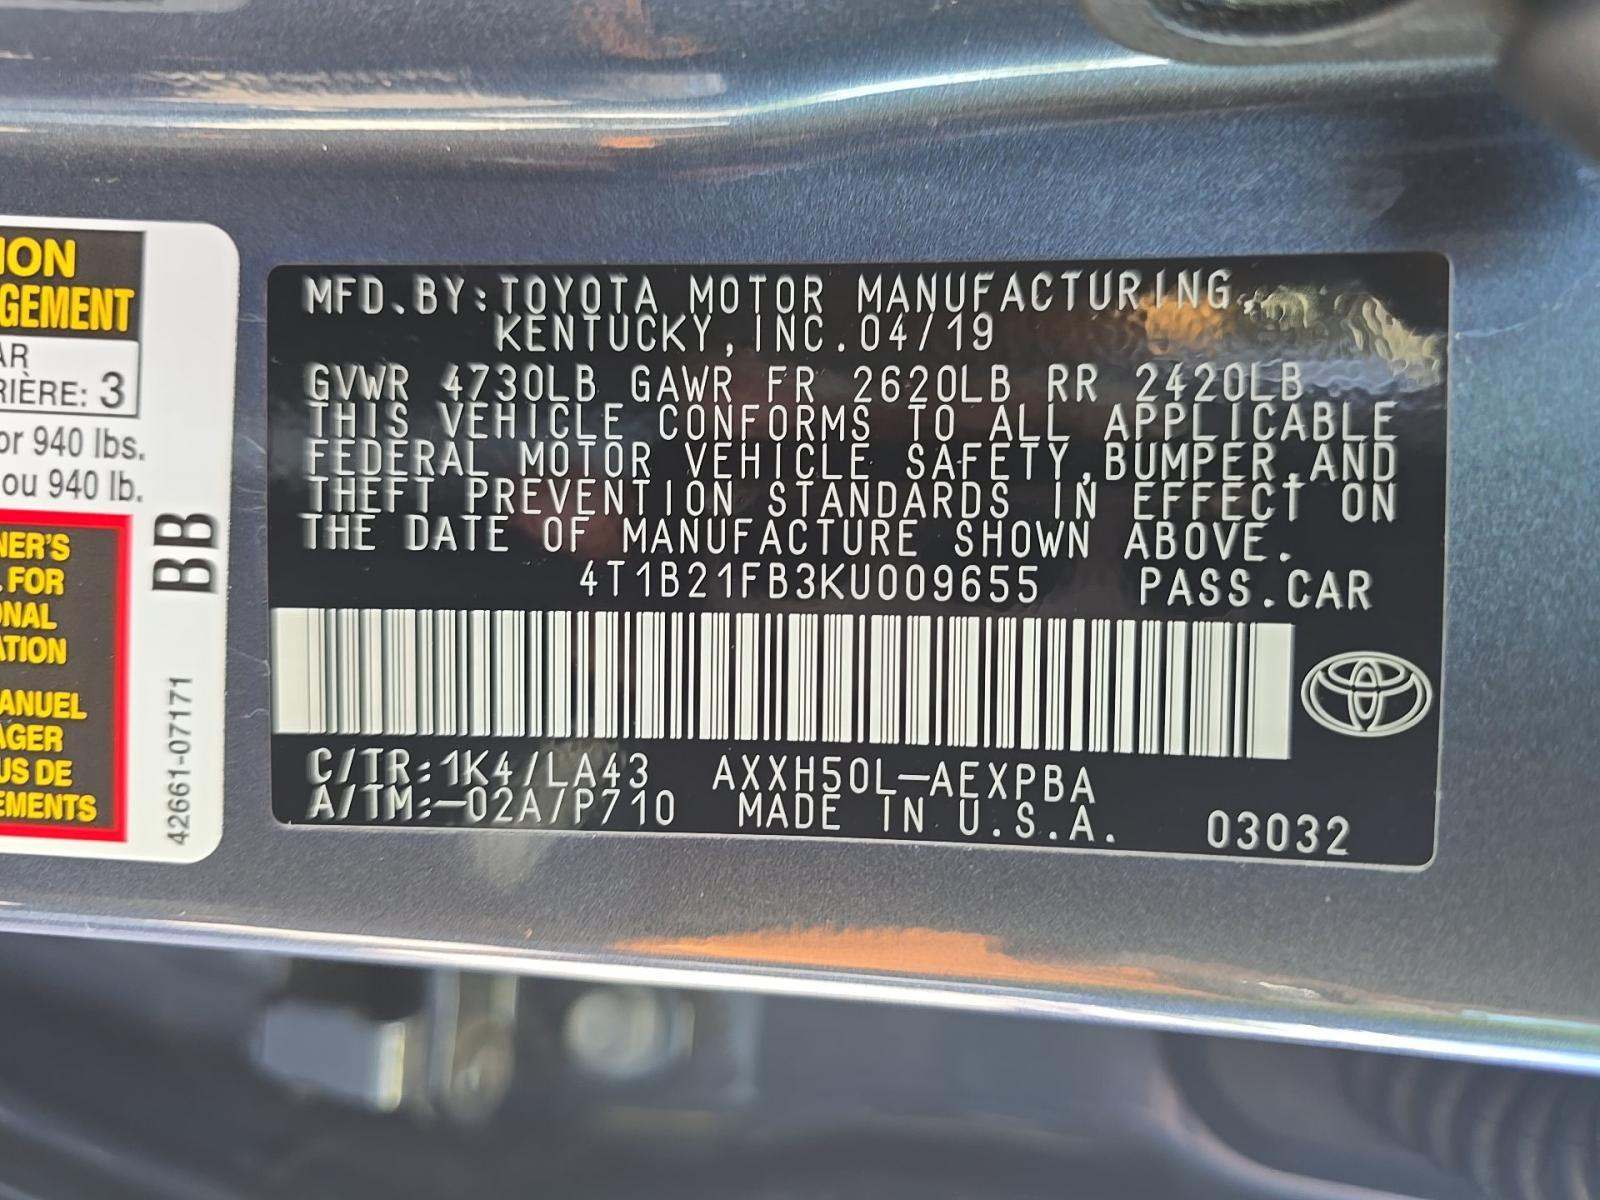 ION
GEMENT
AR
RIÈRE: 3
or 940 lbs.
ou 940 lb.
NER'S
L FOR
ONAL
ATION
ANUEL
AGER
US DE
EMENTS
BB
42661-07171
MFD.BY:TOYOTA MOTOR MANUFACTURING,
KENTUCKY,INC.04/19
GVWR 4730LB GAWR FR 2620LB RR 2420LB
THIS VEHICLE CONFORMS TO ALL APPLICABLE
FEDERAL MOTOR VEHICLE SAFETY,BUMPER,AND
THEFT PREVENTION STANDARDS IN EFFECT ON
THE DATE OF MANUFACTURE SHOWN ABOVE.
4T1B21FB3KU009655 PASS.CAR
C/TR:1K4/LA43 AXXH50L-AEXPBA
A/TM:-02A/P710 MADE IN U.S.A. 03032